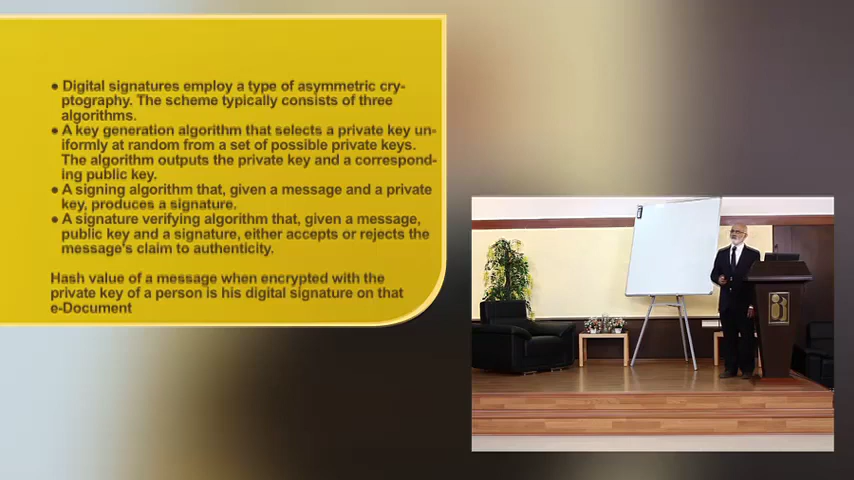 ● Digital signatures employ a type of asymmetric cry-
ptography. The scheme typically consists of three
algorithms.
● A key generation algorithm that selects a private key un-
iformly at random from a set of possible private keys.
The algorithm outputs the private key and a correspond-
ing public key.
● A signing algorithm that, given a message and a private
key, produces a signature.
● A signature verifying algorithm that, given a message,
public key and a signature, either accepts or rejects the
message's claim to authenticity.
Hash value of a message when encrypted with the
private key of a person is his digital signature on that
e-Document